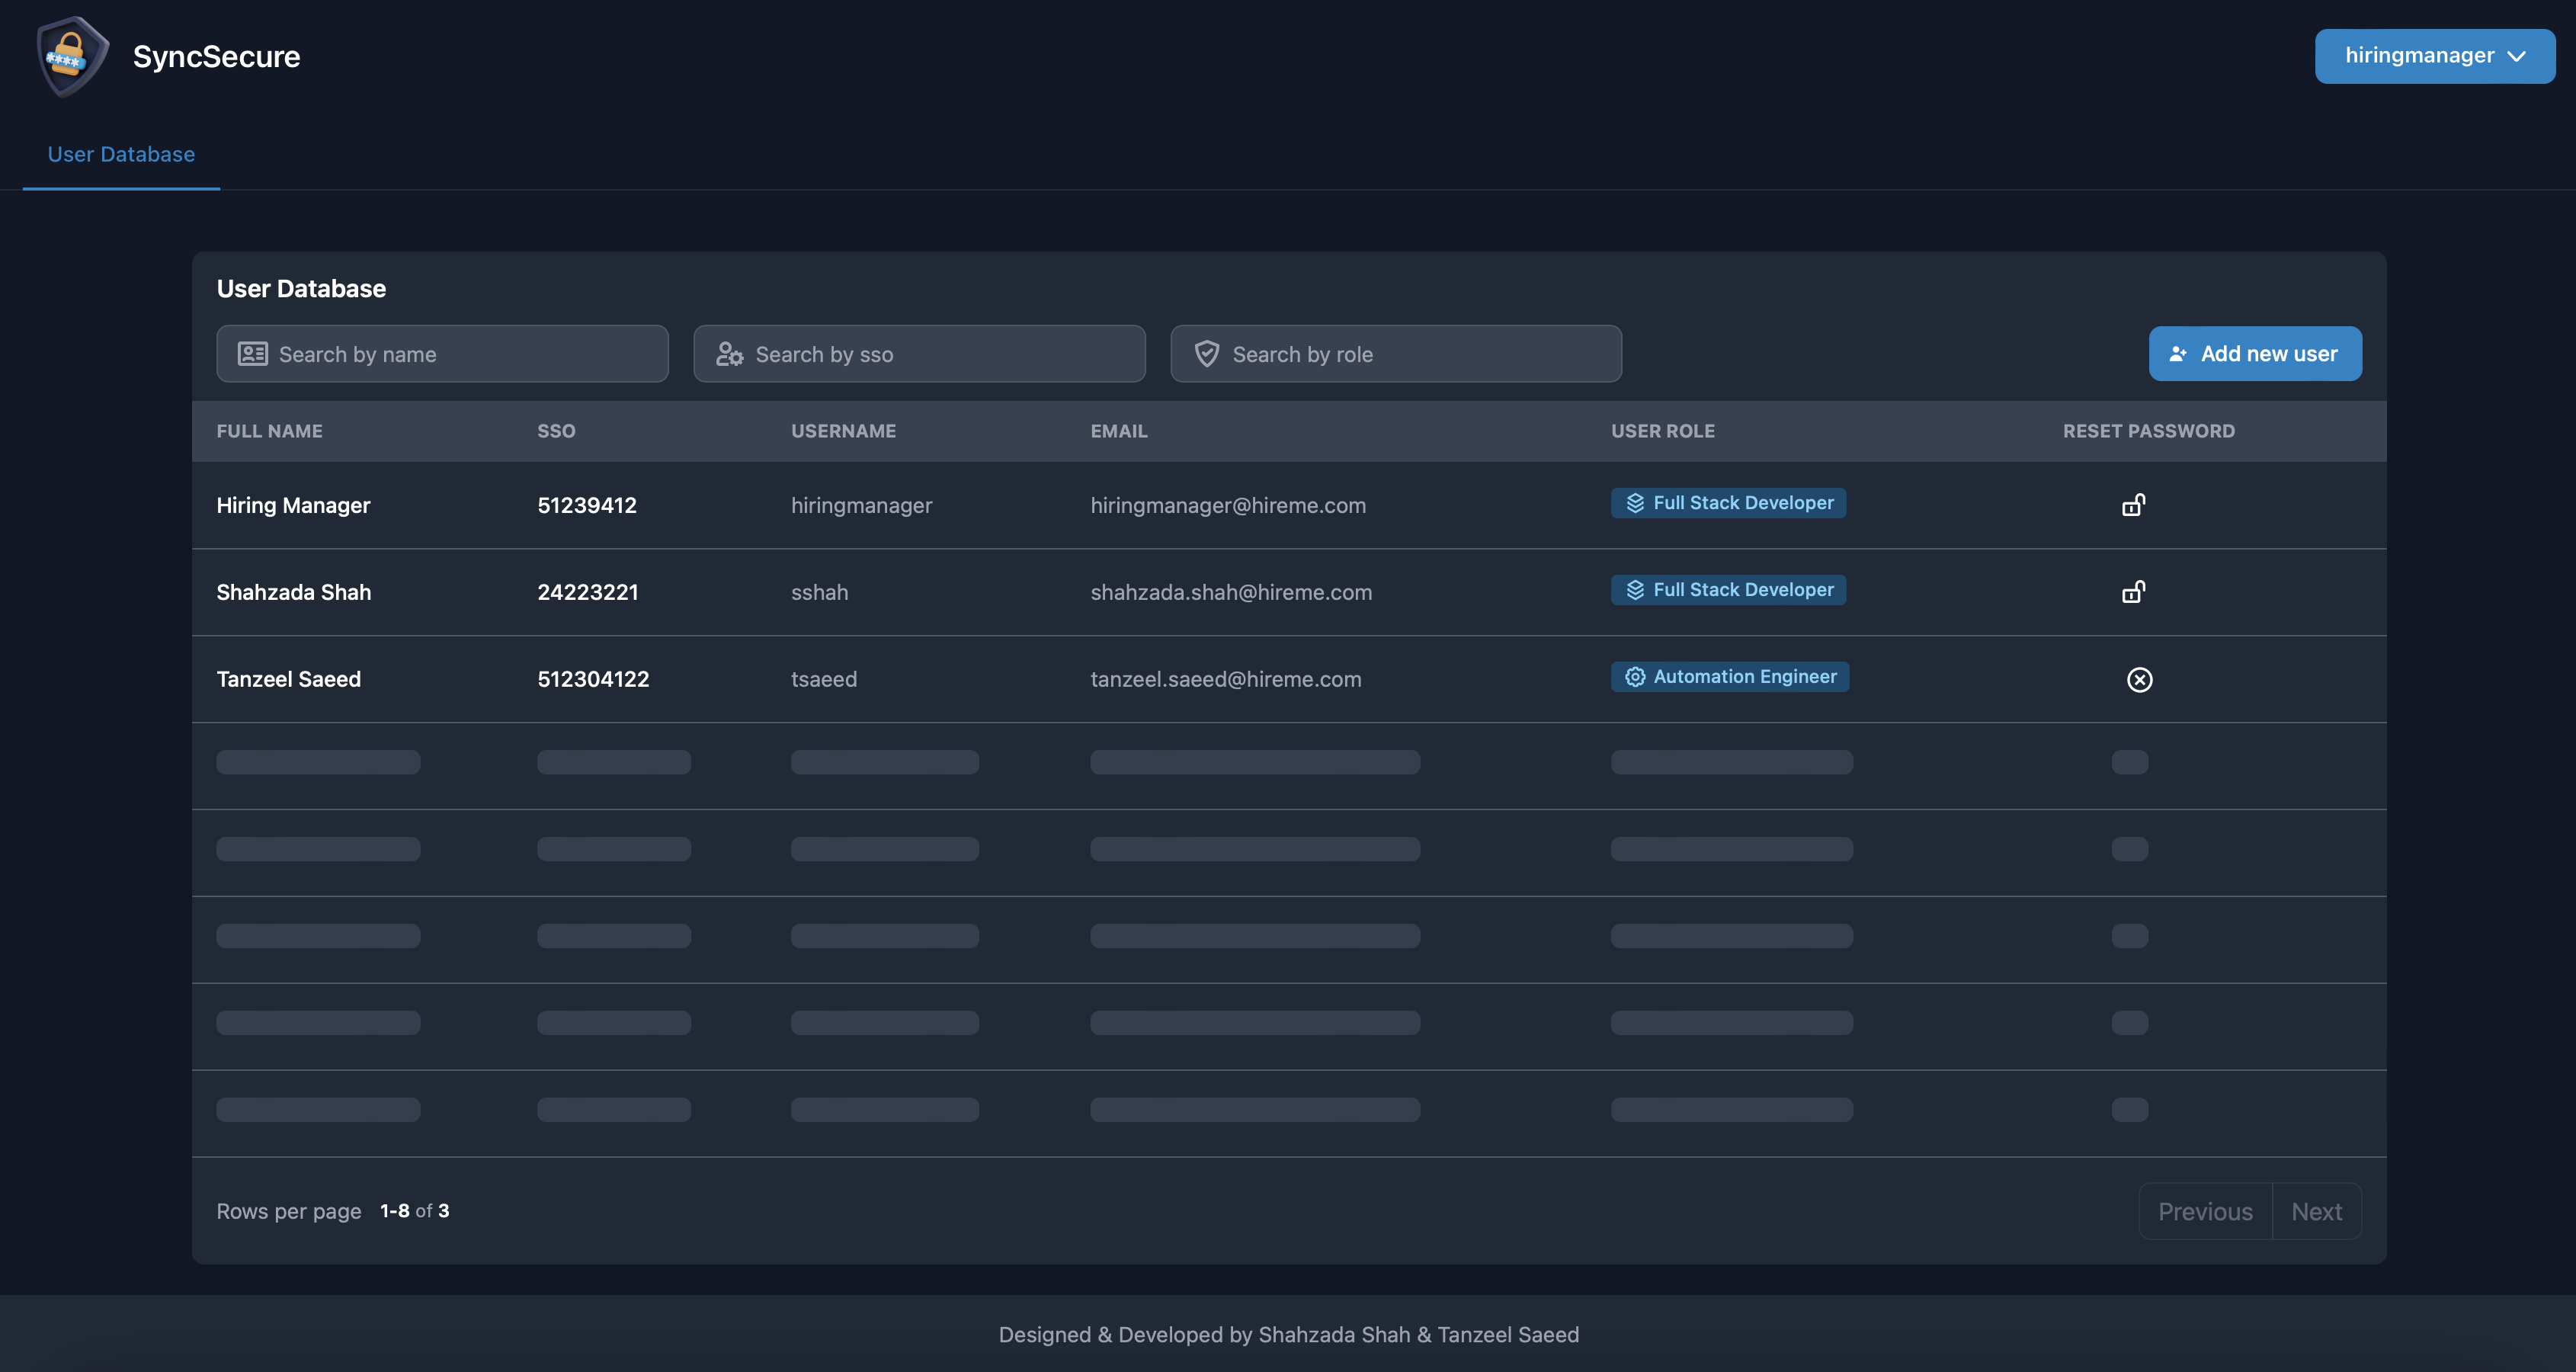 ****
SyncSecure
hiringmanager
User Database
User Database
Search by name
Search by sso
Search by role
Add new user
FULL NAME SSO USERNAME EMAIL USER ROLE RESET PASSWORD
Hiring Manager 51239412 hiringmanager hiringmanager@hireme.com Full Stack Developer
Shahzada Shah 24223221 sshah shahzada.shah@hireme.com Full Stack Developer
Tanzeel Saeed 512304122 tsaeed tanzeel.saeed@hireme.com Automation Engineer
Rows per page 1-8 of 3
Previous Next
Designed & Developed by Shahzada Shah & Tanzeel Saeed